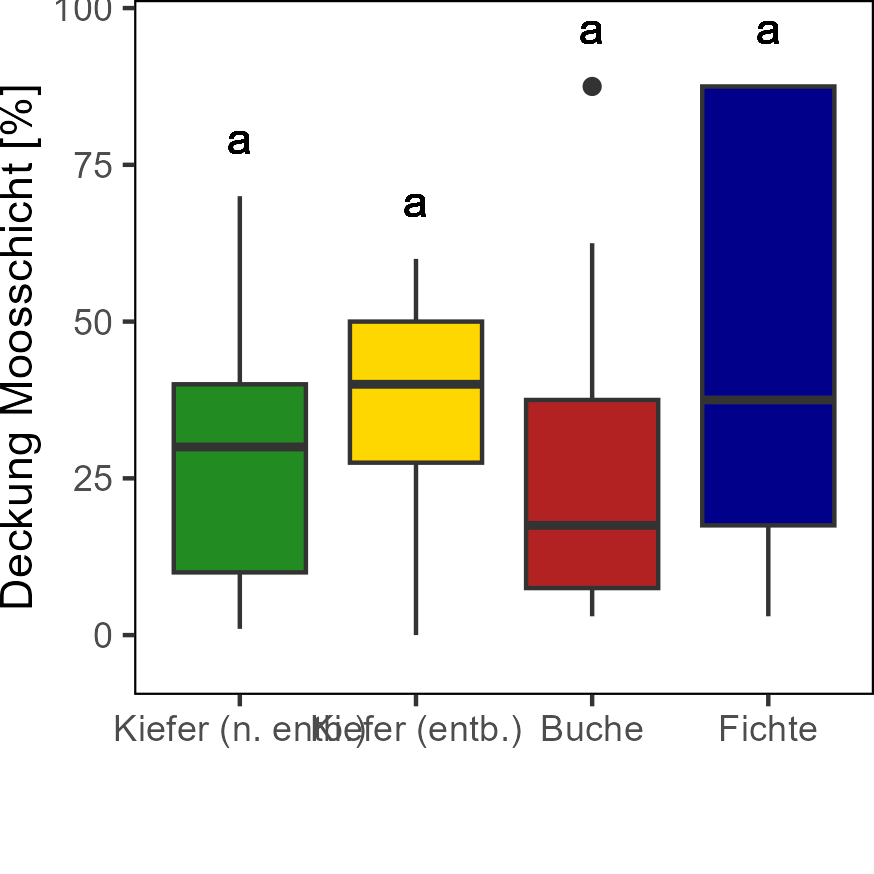 Deckung Moosschicht [%]
100
75
50
25
0
a
a
a
a
Kiefer (n. entb.)
Kiefer (entb.)
Buche
Fichte